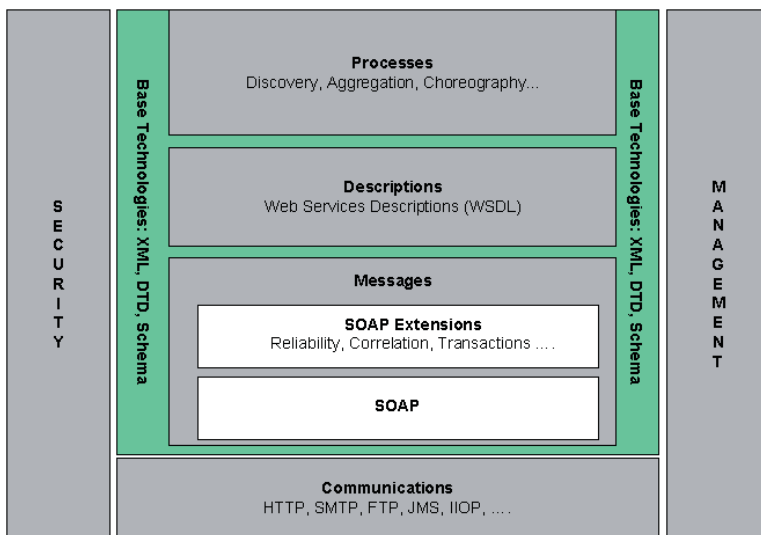 Processes
Discovery, Aggregation, Choreography...
Base Technologies: XML, DTD, Schema
Base Technologies: XML, DTD, Schema
Descriptions
Web Services Descriptions (WSDL)
SECURITY
MANAGEMENT
Messages
SOAP Extensions
Reliability, Correlation, Transactions ....
SOAP
Communications
HTTP, SMTP, FTP, JMS, IIOP, ....